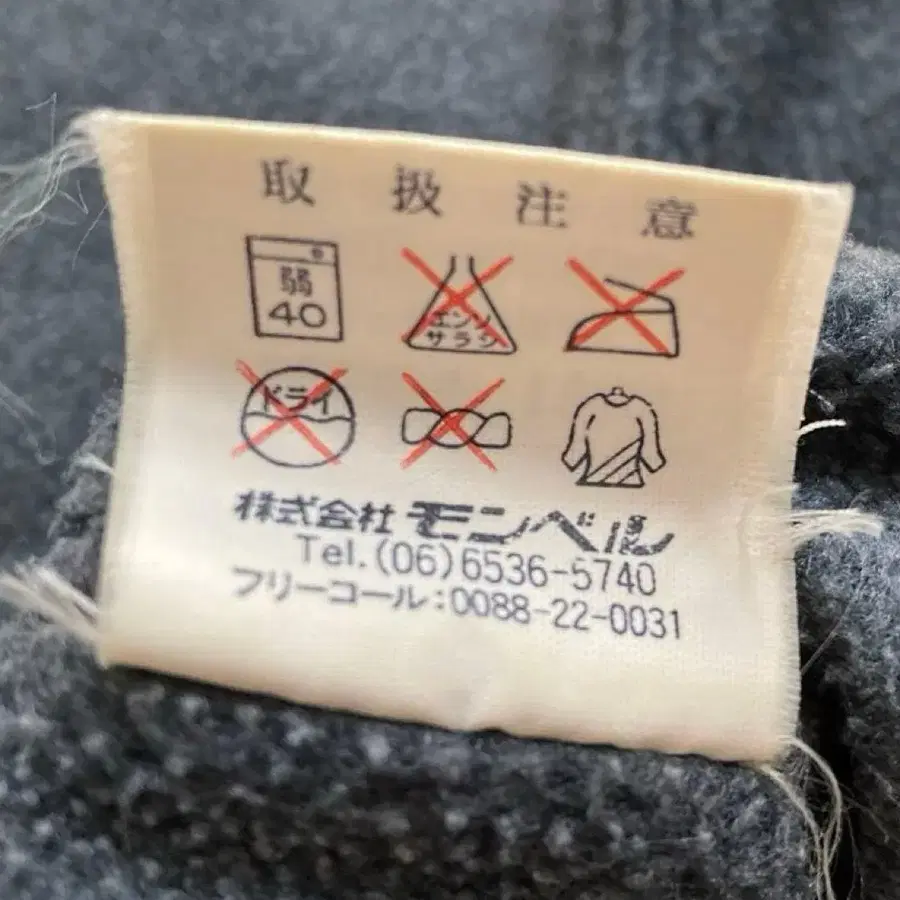 取扱注意
弱
40
エンソ
サラシ
ドライ
株式会社 モンベル
Tel.(06)6536-5740
フリーコール:0088-22-0031